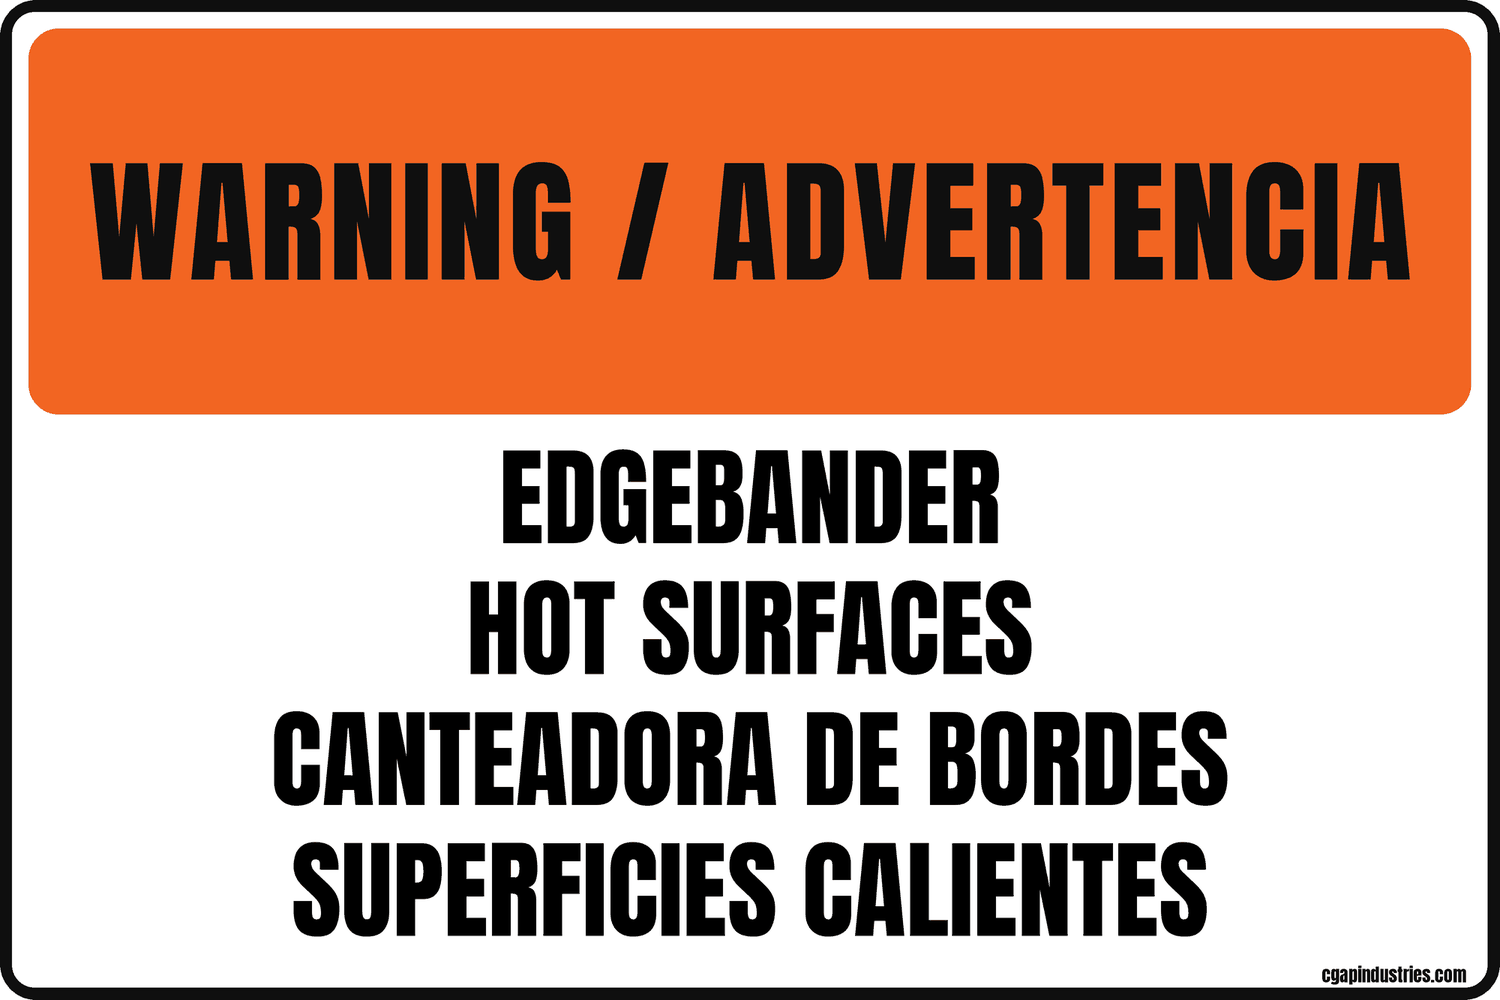 WARNING / ADVERTENCIA
EDGEBANDER
HOT SURFACES
CANTEADORA DE BORDES
SUPERFICIES CALIENTES
cgapindustries.com